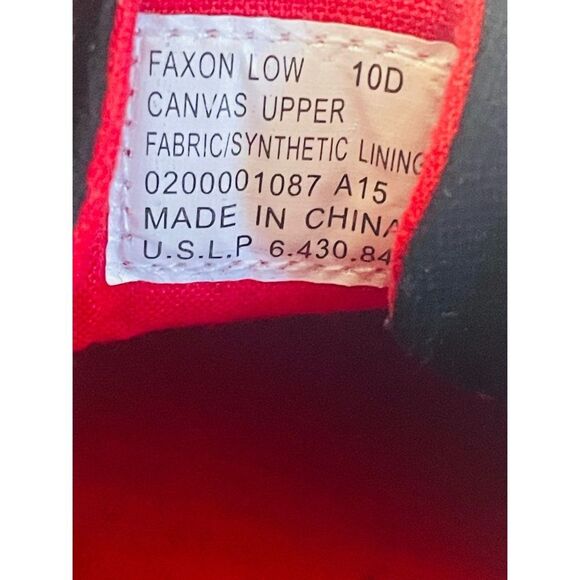 FAXON LOW 10D
CANVAS UPPER
FABRIC/SYNTHETIC LINING
0200001087 A15
MADE IN CHINA
U.S.L.P 6.430.84